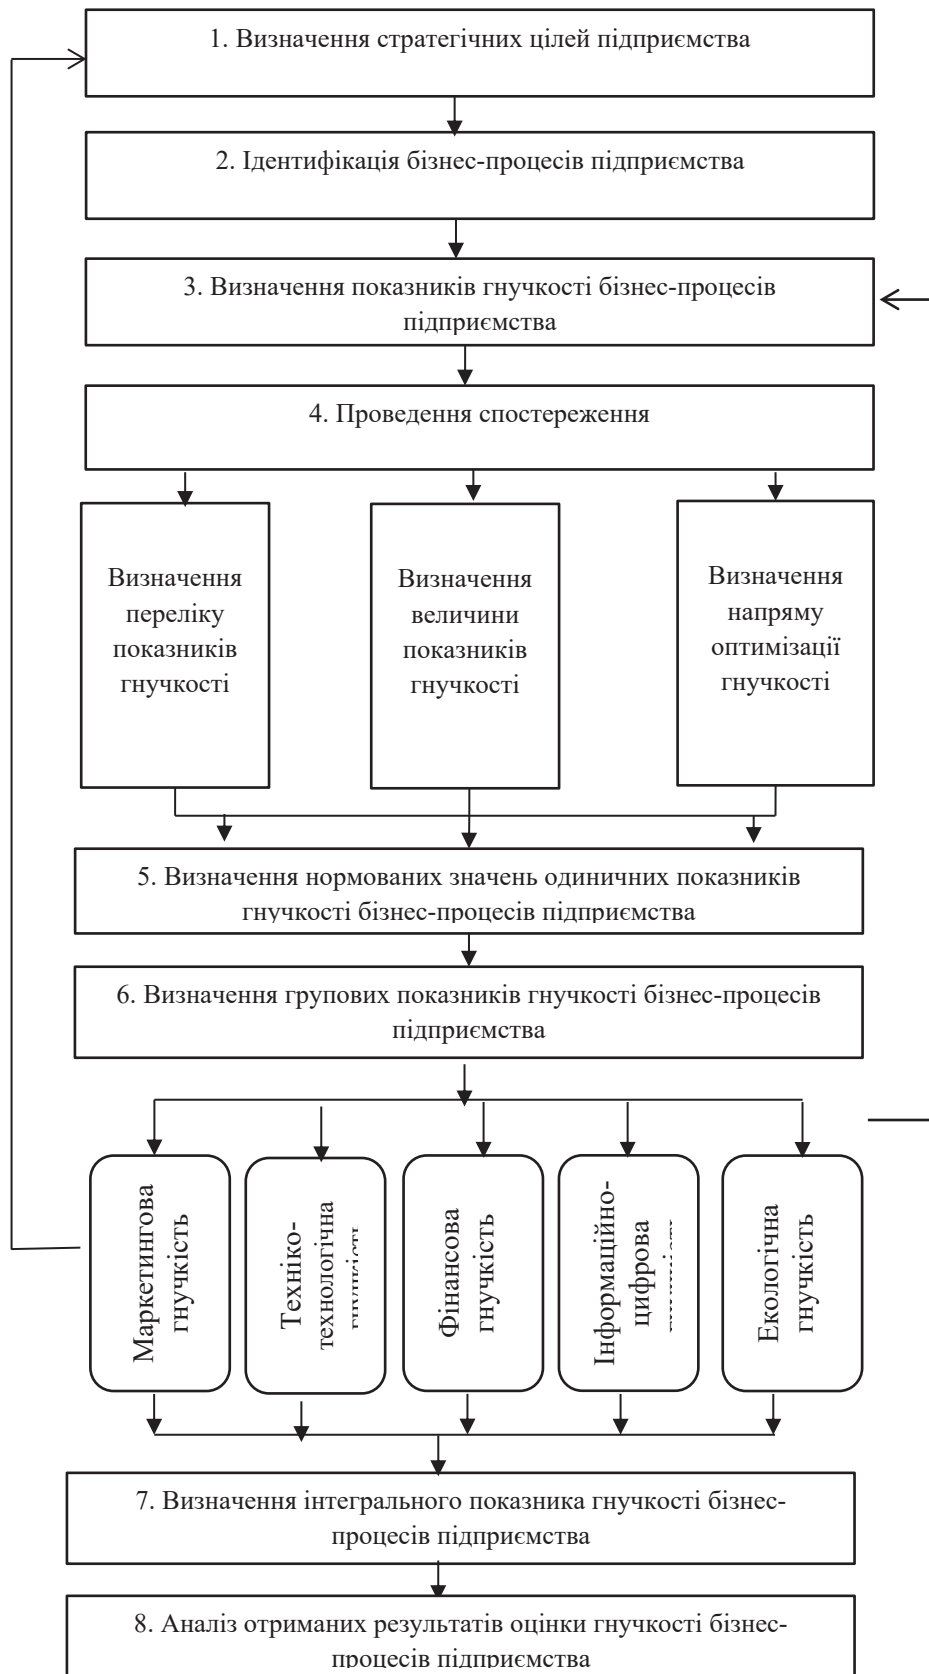 1. Визначення стратегічних цілей підприємства
2. Ідентифікація бізнес-процесів підприємства
3. Визначення показників гнучкості бізнес-процесів
підприємства
4. Проведення спостереження
Визначення
переліку
показників
гнучкості
Визначення
величини
показників
гнучкості
Визначення
напряму
оптимізації
гнучкості
5. Визначення нормованих значень одиничних показників
гнучкості бізнес-процесів підприємства
6. Визначення групових показників гнучкості бізнес-процесів
підприємства
Маркетингова
гнучкість
Техніко-
технологічна
гнучкість
Фінансова
гнучкість
Інформаційно-
цифрова
Екологічна
гнучкість
7. Визначення інтегрального показника гнучкості бізнес-
процесів підприємства
8. Аналіз отриманих результатів оцінки гнучкості бізнес-
процесів підприємства